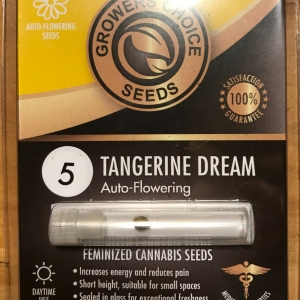 AUTO-FLOWERING
SEEDS
GROWERS CHOICE
SEEDS
SATISFACTION
100%
GUARANTEE
5
TANGERINE DREAM
Auto-Flowering
FEMINIZED CANNABIS SEEDS
• Increases energy and reduces pain
• Short height, suitable for small spaces
• Sealed in glass for exceptional freshness
DAYTIME
USE